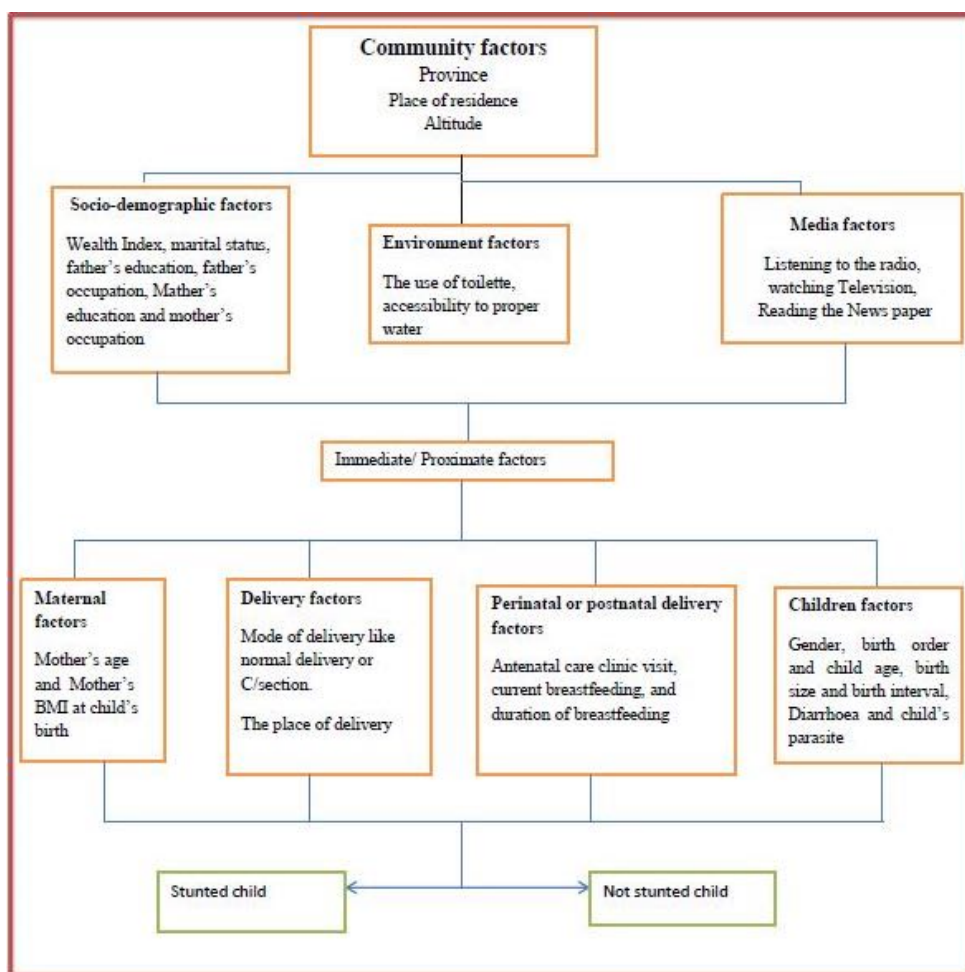 Community factors
Province
Place of residence
Altitude
Socio-demographic factors
Wealth Index, marital status,
father's education, father's
occupation, Mather's
education and mother's
occupation
Environment factors
The use of toilette,
accessibility to proper
water
Media factors
Listening to the radio,
watching Television,
Reading the News paper
Immediate/ Proximate factors
Maternal
factors
Mother's age
and Mother's
BMI at child's
birth
Delivery factors
Mode of delivery like
normal delivery or
C/section.
The place of delivery
Perinatal or postnatal delivery
factors
Antenatal care clinic visit,
current breastfeeding, and
duration of breastfeeding
Children factors
Gender, birth order
and child age, birth
size and birth interval,
Diarrhoea and child's
parasite
Stunted child
Not stunted child